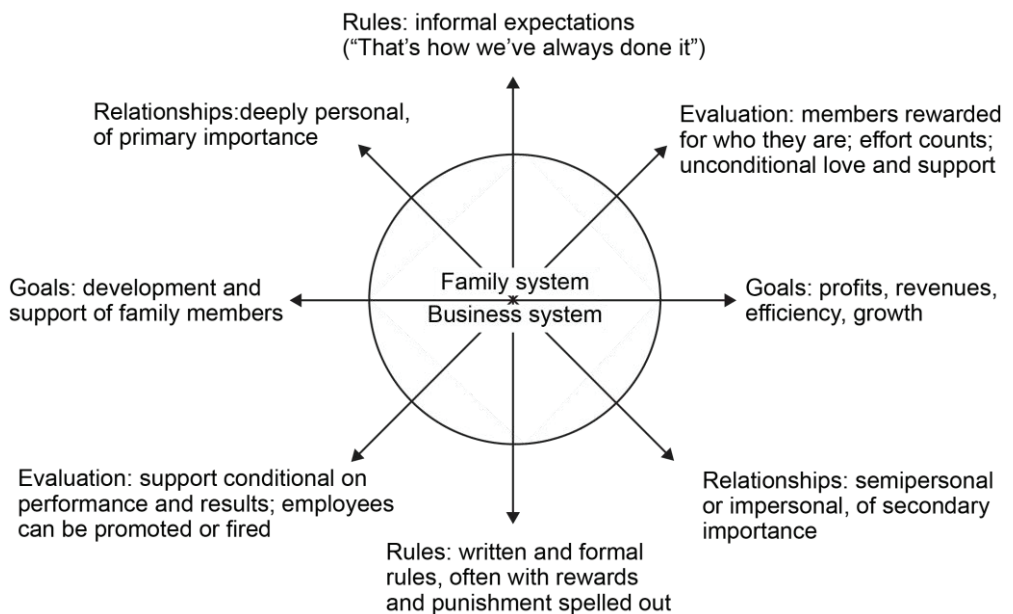 Rules: informal expectations
(“That’s how we’ve always done it”)
Relationships:deeply personal,
of primary importance
Evaluation: members rewarded
for who they are; effort counts;
unconditional love and support
Goals: development and
support of family members
Family system
Business system
Goals: profits, revenues,
efficiency, growth
Evaluation: support conditional on
performance and results; employees
can be promoted or fired
Relationships: semipersonal
or impersonal, of secondary
importance
Rules: written and formal
rules, often with rewards
and punishment spelled out